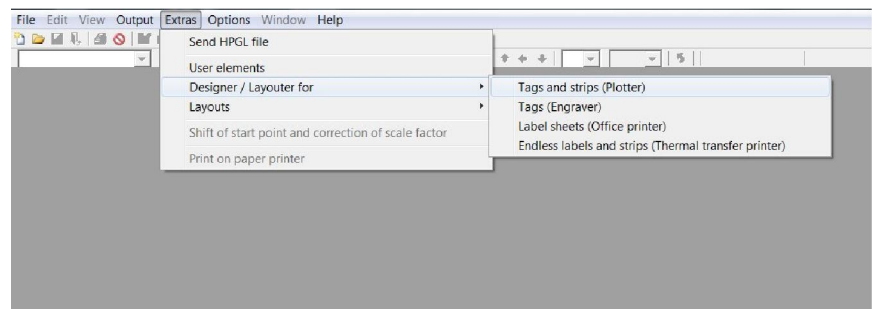 File Edit View Output Extras Options Window Help
Send HPGL file
User elements
Designer / Layouter for
Layouts
Shift of start point and correction of scale factor
Print on paper printer
Tags and strips (Plotter)
Tags (Engraver)
Label sheets (Office printer)
Endless labels and strips (Thermal transfer printer)